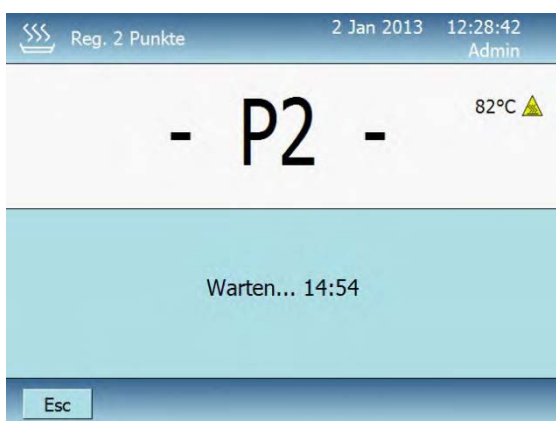 Reg. 2 Punkte
2 Jan 2013 12:28:42
Admin
- P2 -
82°C
Warten... 14:54
Esc